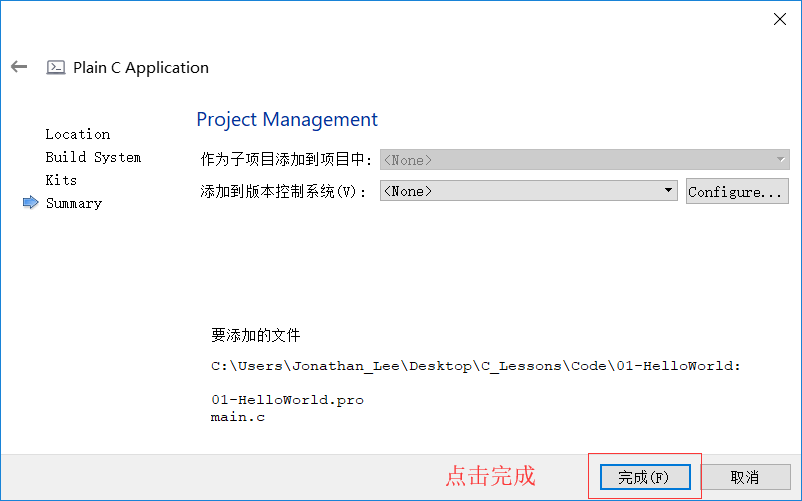 Plain C Application
Location
Build System
Kits
Summary
Project Management
作为子项目添加到项目中：
<None>
添加到版本控制系统(V)：
<None>
Configure...
要添加的文件
C:\Users\Jonathan_Lee\Desktop\C_Lessons\Code\01-HelloWorld:
01-HelloWorld.pro
main.c
点击完成
完成(F)
取消